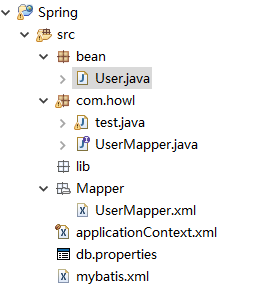 Spring
src
bean
User.java
com.howl
test.java
UserMapper.java
lib
Mapper
UserMapper.xml
applicationContext.xml
db.properties
mybatis.xml